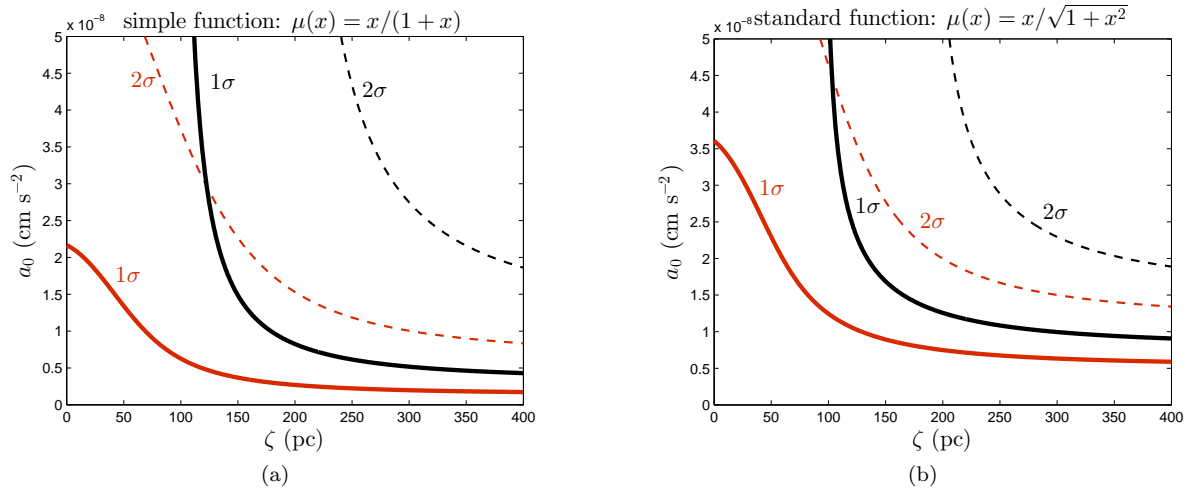 simple function: μ(x) = x/(1 + x)
× 10⁻⁸
5
4.5
4
3.5
3
2.5
2
1.5
1
0.5
0
a₀ (cm s⁻²)
2σ
1σ
2σ
1σ
0 50 100 150 200 250 300 350 400
ζ (pc)
(a)
standard function: μ(x) = x/√1 + x²
× 10⁻⁸
5
4.5
4
3.5
3
2.5
2
1.5
1
0.5
0
a₀ (cm s⁻²)
1σ
1σ
2σ
2σ
0 50 100 150 200 250 300 350 400
ζ (pc)
(b)